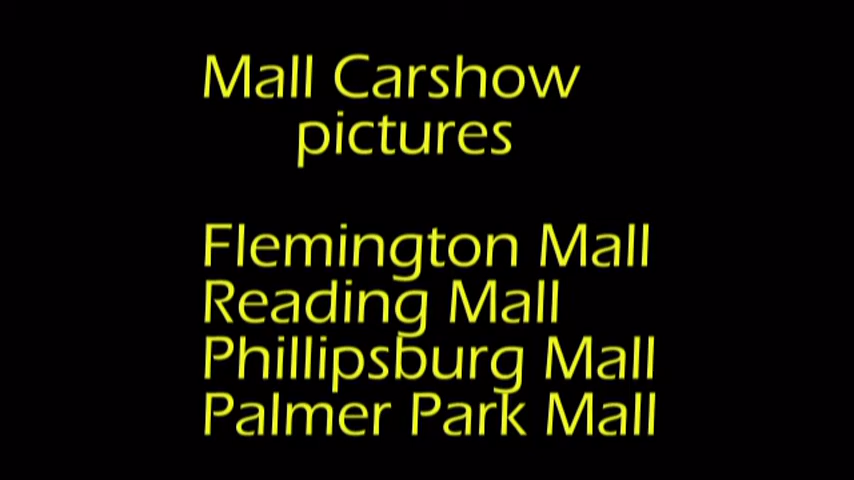 Mall Carshow
pictures
Flemington Mall
Reading Mall
Phillipsburg Mall
Palmer Park Mall